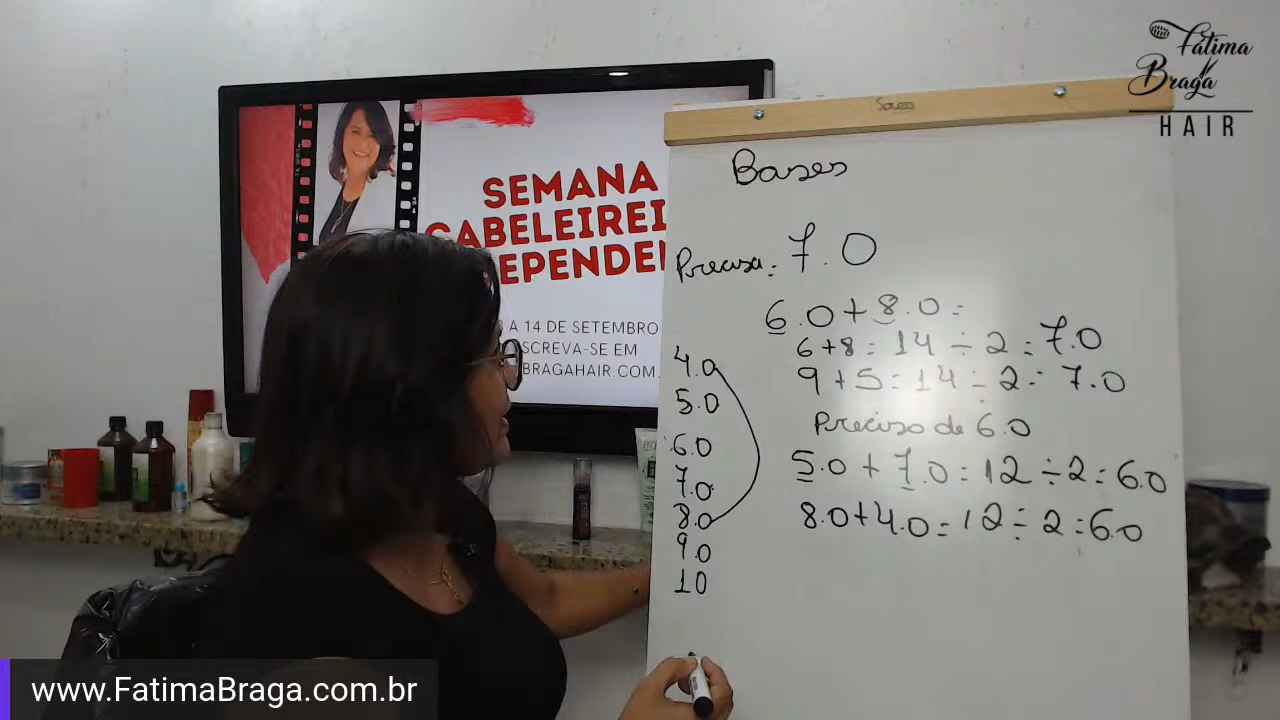 Fátima
Braga
HAIR
Souza
SEMANA
CABELEIREI
EPENDEN
A 14 DE SETEMBRO
SCREVA-SE EM
BRAGAHAIR.COM.
Bases
Precisa: 7.0
6.0+8.0=
6+8=14÷2=7.0
9+5=14÷2=7.0
Preciso de 6.0
5.0+7.0=12÷2=6.0
8.0+4.0=12÷2=6.0
4.0
5.0
6.0
7.0
8.0
9.0
10
www.FatimaBraga.com.br